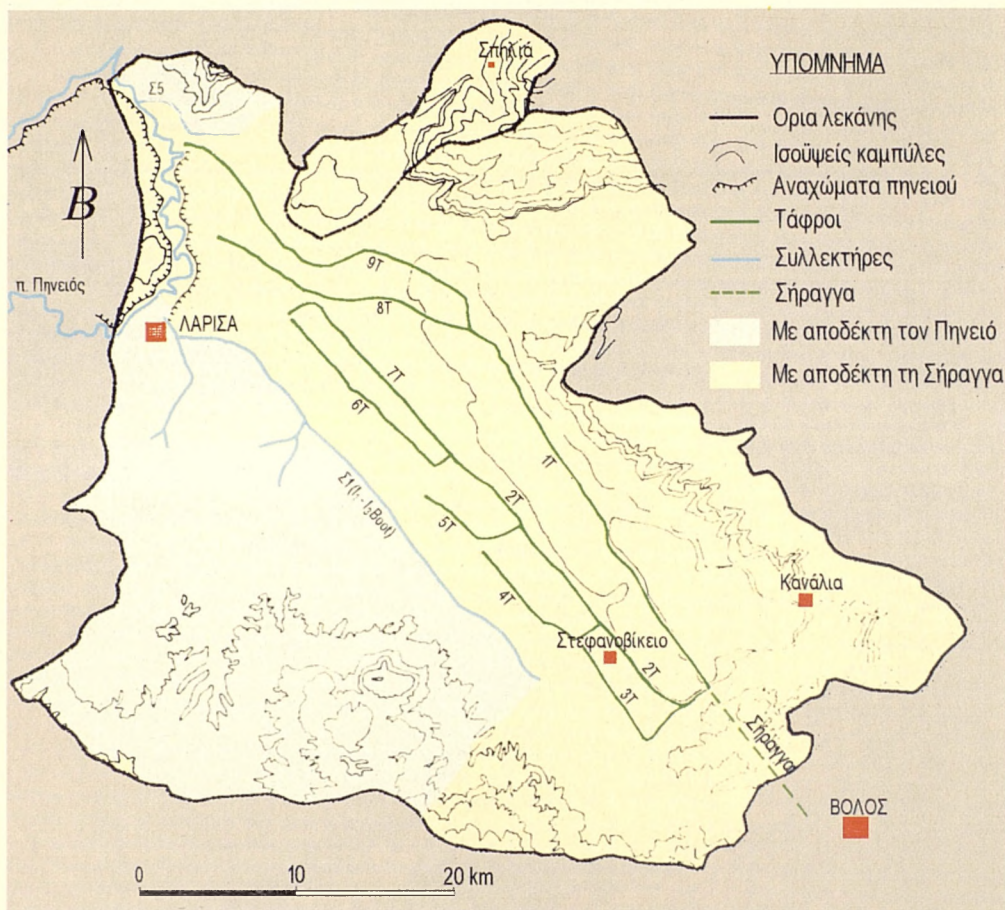 Σπηλιά
ΥΠΟΜΝΗΜΑ
Ορια λεκάνης
Ισοϋψείς καμπύλες
Αναχώματα πηνειού
Τάφροι
Συλλεκτήρες
Σήραγγα
Με αποδέκτη τον Πηνειό
Με αποδέκτη τη Σήραγγα
Σ5
Β
π. Πηνειός
ΛΑΡΙΣΑ
9Τ
8Τ
7Τ
6Τ
1Τ
2Τ
5Τ
4Τ
Κανάλια
Στεφανοβίκειο
2Τ
3Τ
Σήραγγα
ΒΟΛΟΣ
0 10 20 km